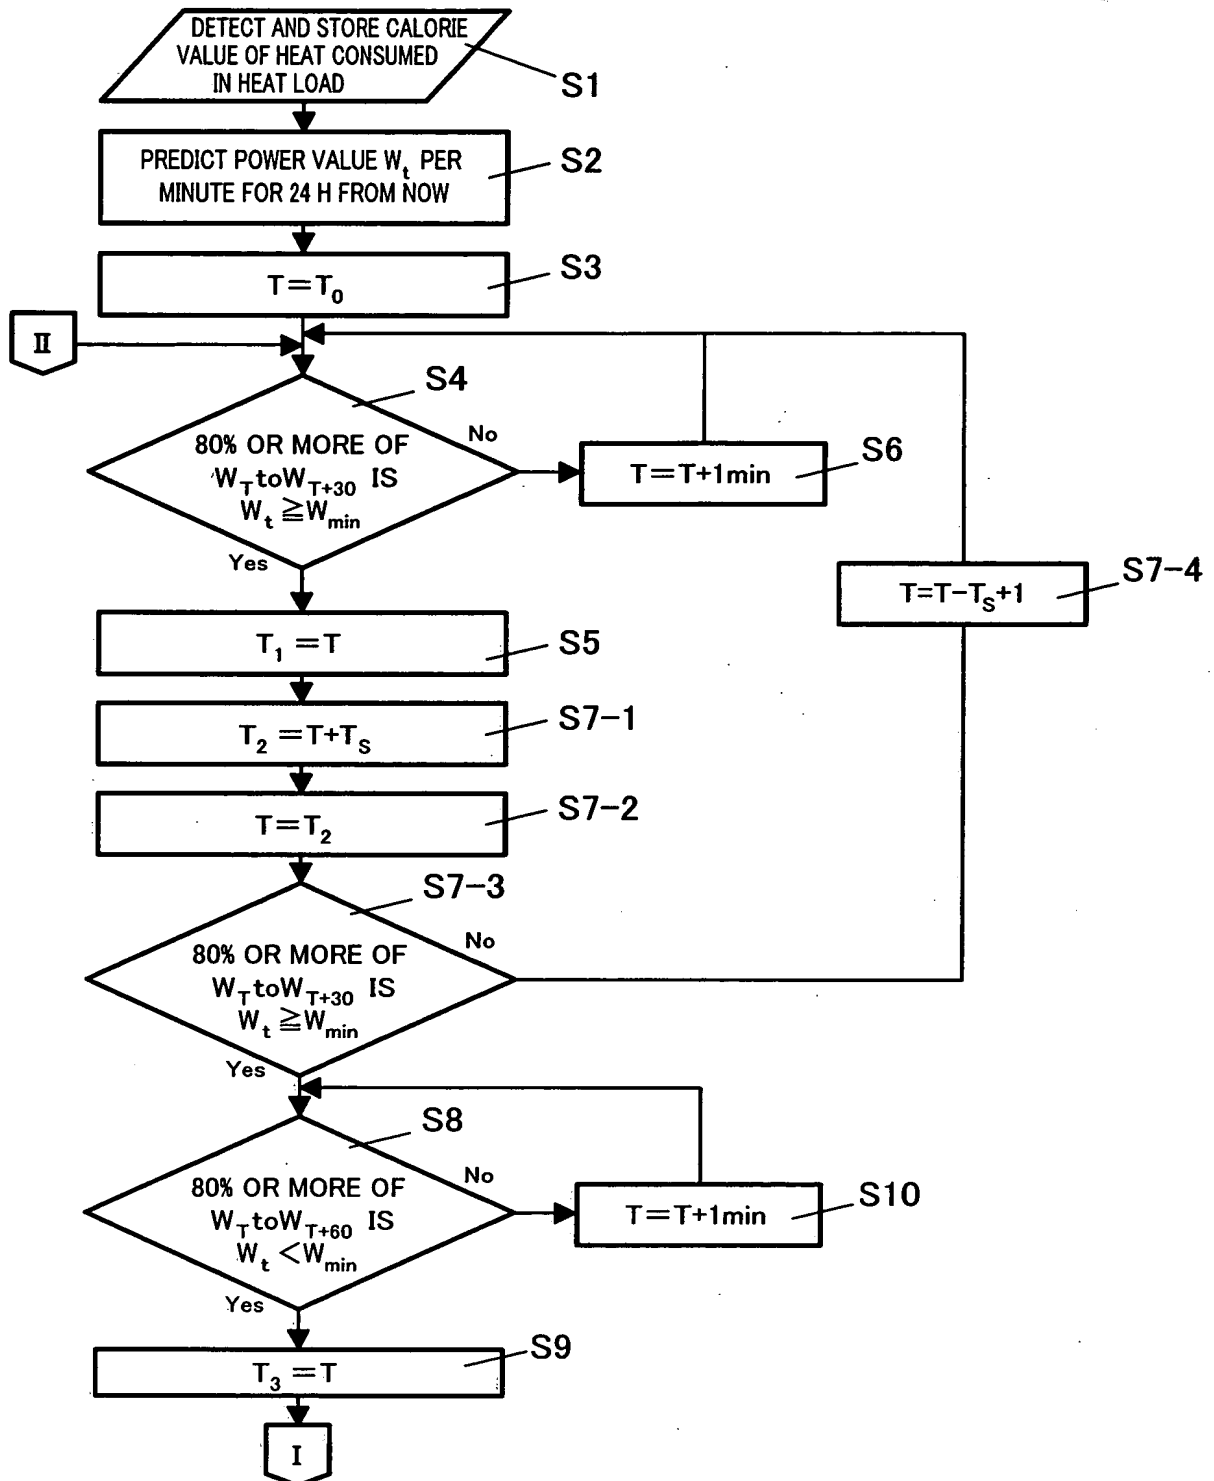 DETECT AND STORE CALORIE
VALUE OF HEAT CONSUMED
IN HEAT LOAD
S1
PREDICT POWER VALUE Wt PER
MINUTE FOR 24 H FROM NOW
S2
T=T0
S3
II
S4
80% OR MORE OF
WT to WT+30 IS
Wt ≧Wmin
No
Yes
T=T+1min
S6
T=T-TS+1
S7-4
T1 =T
S5
T2 =T+TS
S7-1
T=T2
S7-2
S7-3
80% OR MORE OF
WT to WT+30 IS
Wt ≧Wmin
No
Yes
S8
80% OR MORE OF
WT to WT+60 IS
Wt <Wmin
No
Yes
T=T+1min
S10
T3 =T
S9
I